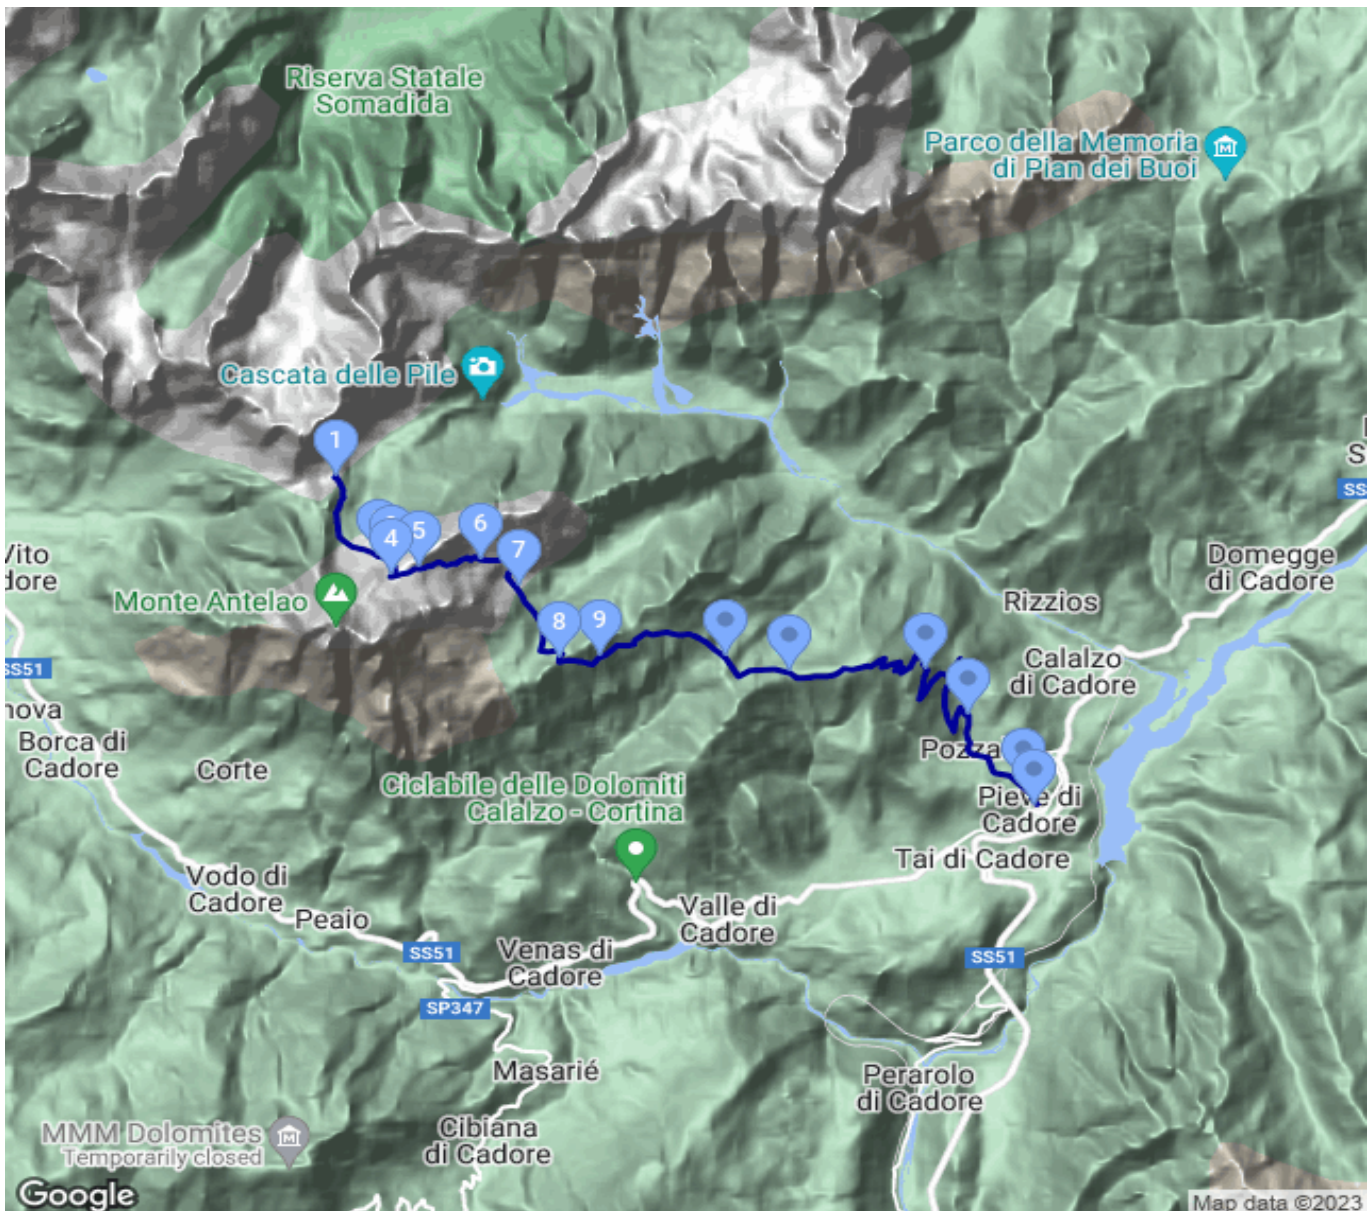 Riserva Statale
Somadida
Parco della Memoria
di Pian dei Buoi
Cascata delle Pile
1
4
5
6
7
8
9
Vito
dore
Monte Antelao
SS51
nova
Borca di
Cadore
Corte
Domegge
di Cadore
Rizzios
Calalzo
di Cadore
S
SS
Pozza
Pieve di
Cadore
Tai di Cadore
Ciclabile delle Dolomiti
Calalzo - Cortina
Vodo di
Cadore
Peaio
SS51
SP347
Venas di
Cadore
Valle di
Cadore
SS51
Masarié
Cibiana
di Cadore
Perarolo
di Cadore
MMM Dolomites
Temporarily closed
Google
Map data ©2023